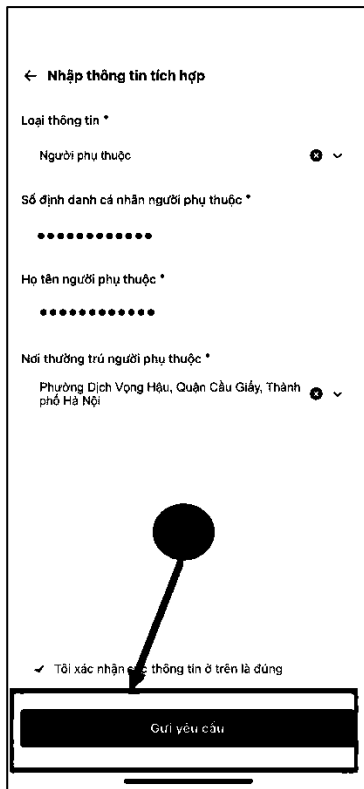 ← Nhập thông tin tích hợp
Loại thông tin *
Người phụ thuộc
Số định danh cá nhân người phụ thuộc *
●●●●●●●●●●●●
Họ tên người phụ thuộc *
●●●●●●●●●●●●
Nơi thường trú người phụ thuộc *
Phường Dịch Vọng Hậu, Quận Cầu Giấy, Thành
phố Hà Nội
Tôi xác nhận thông tin ở trên là đúng
Gửi yêu cầu